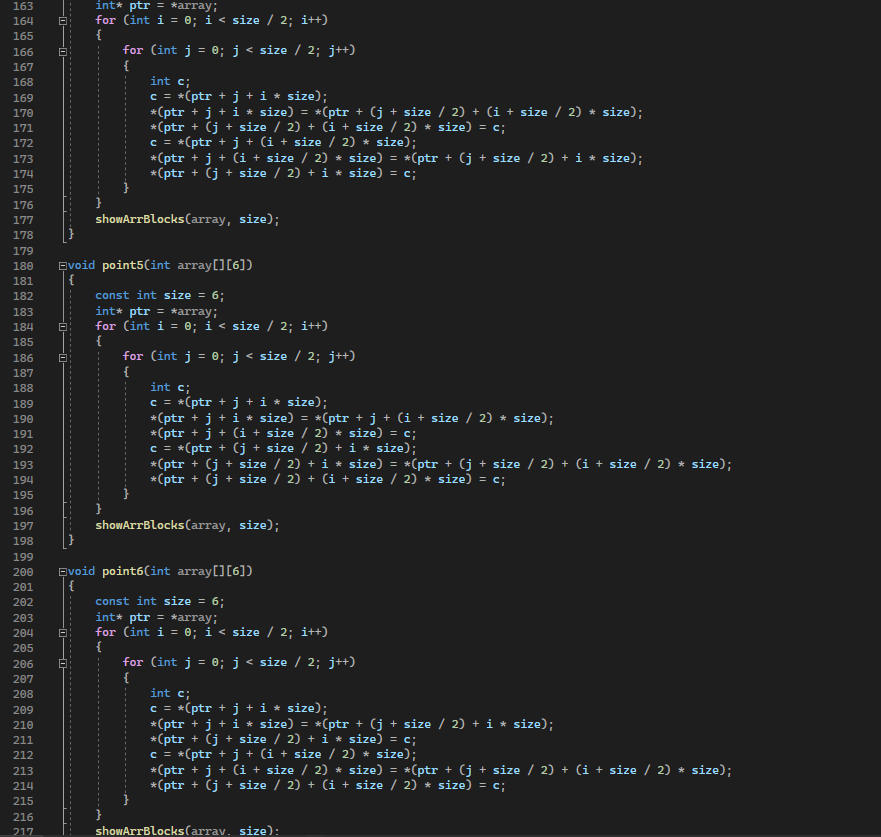 163 int* ptr = *array;
164 for (int i = 0; i < size / 2; i++)
165 {
166 for (int j = 0; j < size / 2; j++)
167 {
168 int c;
169 c = *(ptr + j + i * size);
170 *(ptr + j + i * size) = *(ptr + (j + size / 2) + (i + size / 2) * size);
171 *(ptr + (j + size / 2) + (i + size / 2) * size) = c;
172 c = *(ptr + j + (i + size / 2) * size);
173 *(ptr + j + (i + size / 2) * size) = *(ptr + (j + size / 2) + i * size);
174 *(ptr + (j + size / 2) + i * size) = c;
175 }
176 }
177 showArrBlocks(array, size);
178 }
179
180 void point5(int array[][6])
181 {
182 const int size = 6;
183 int* ptr = *array;
184 for (int i = 0; i < size / 2; i++)
185 {
186 for (int j = 0; j < size / 2; j++)
187 {
188 int c;
189 c = *(ptr + j + i * size);
190 *(ptr + j + i * size) = *(ptr + j + (i + size / 2) * size);
191 *(ptr + j + (i + size / 2) * size) = c;
192 c = *(ptr + (j + size / 2) + i * size);
193 *(ptr + (j + size / 2) + i * size) = *(ptr + (j + size / 2) + (i + size / 2) * size);
194 *(ptr + (j + size / 2) + (i + size / 2) * size) = c;
195 }
196 }
197 showArrBlocks(array, size);
198 }
199
200 void point6(int array[][6])
201 {
202 const int size = 6;
203 int* ptr = *array;
204 for (int i = 0; i < size / 2; i++)
205 {
206 for (int j = 0; j < size / 2; j++)
207 {
208 int c;
209 c = *(ptr + j + i * size);
210 *(ptr + j + i * size) = *(ptr + (j + size / 2) + i * size);
211 *(ptr + (j + size / 2) + i * size) = c;
212 c = *(ptr + j + (i + size / 2) * size);
213 *(ptr + j + (i + size / 2) * size) = *(ptr + (j + size / 2) + (i + size / 2) * size);
214 *(ptr + (j + size / 2) + (i + size / 2) * size) = c;
215 }
216 }
217 showArrBlocks(array, size);